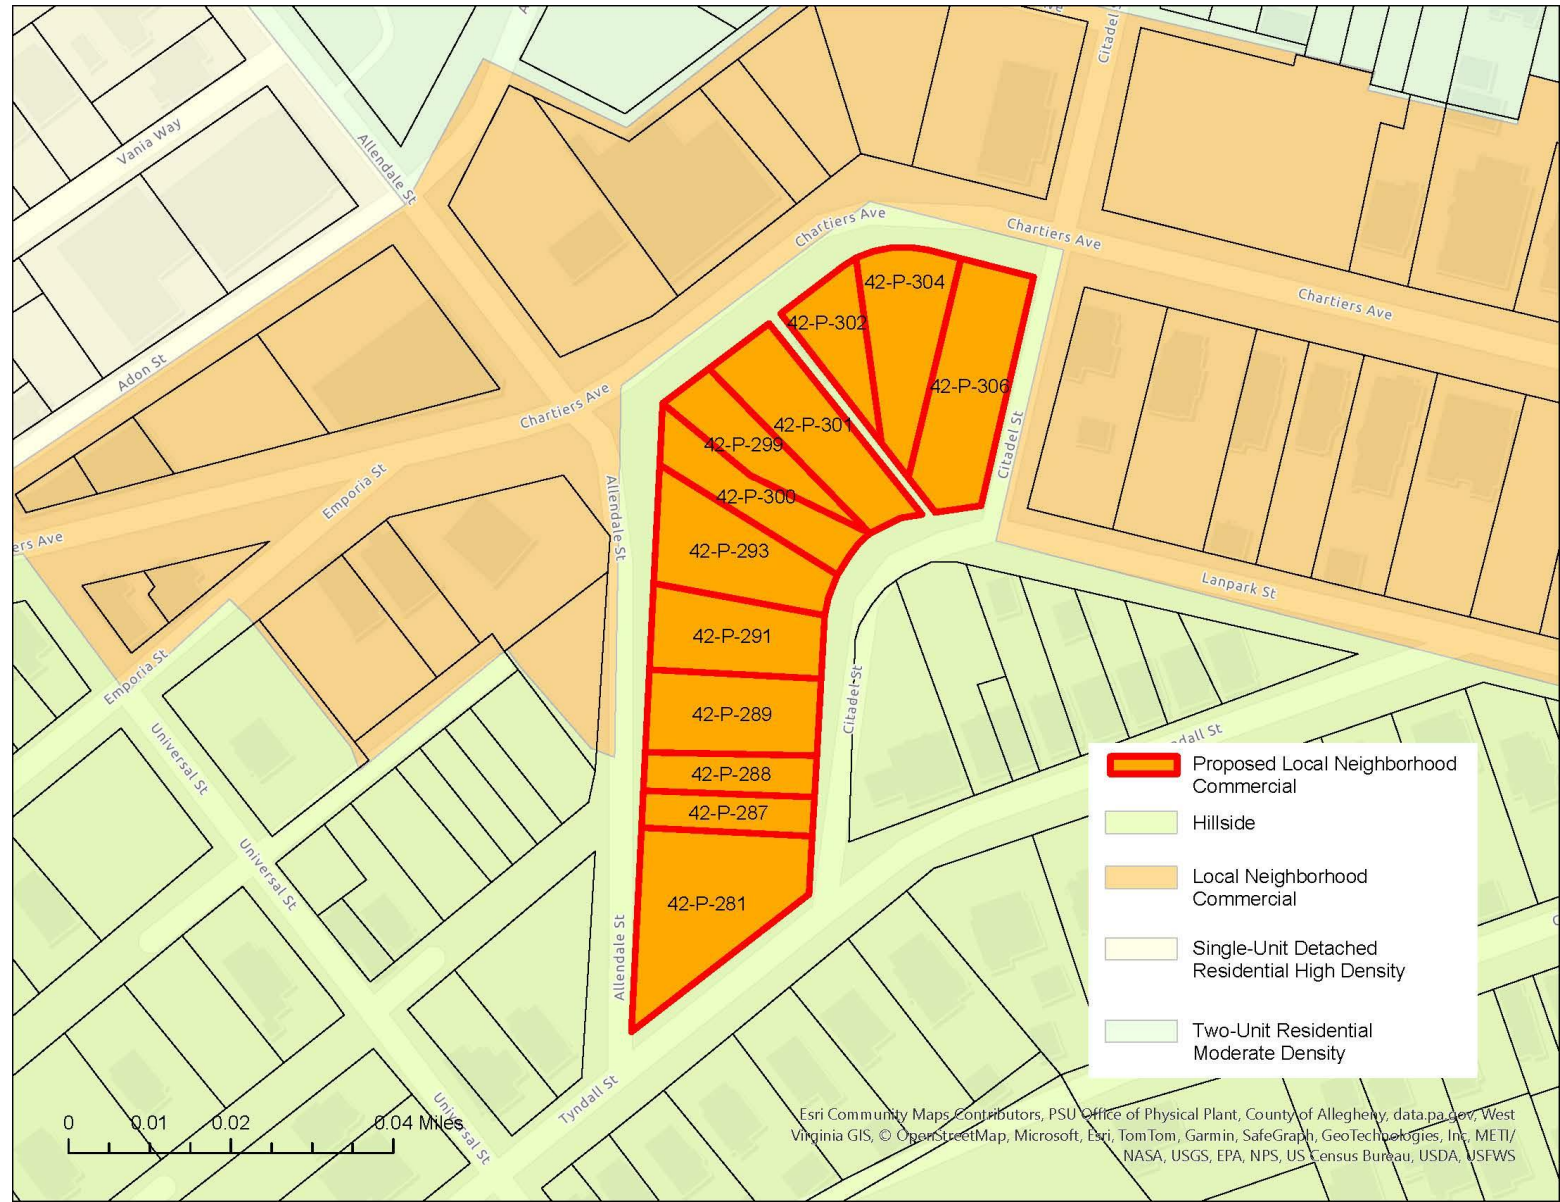 Citadel S
Vania Way
Allendale St
Chartiers Ave
Chartiers Ave
Chartiers Ave
42-P-304
42-P-302
42-P-306
Adon St
Chartiers Ave
42-P-301
42-P-299
Citadel St
Emporia St
42-P-300
Allendale St
ers Ave
42-P-293
Lanpark St
42-P-291
Emporia St
Citadel St
42-P-289
Universal St
dall St
42-P-288
42-P-287
42-P-281
Universal St
Allendale St
Proposed Local Neighborhood
Commercial
Hillside
Local Neighborhood
Commercial
Single-Unit Detached
Residential High Density
Two-Unit Residential
Moderate Density
Tyndall St
Universal St
0 0.01 0.02 0.04 Miles
Esri Community Maps Contributors, PSU Office of Physical Plant, County of Allegheny, data.pa.gov, West
Virginia GIS, © OpenStreetMap, Microsoft, Esri, TomTom, Garmin, SafeGraph, GeoTechnologies, Inc, METI/
NASA, USGS, EPA, NPS, US Census Bureau, USDA, USFWS